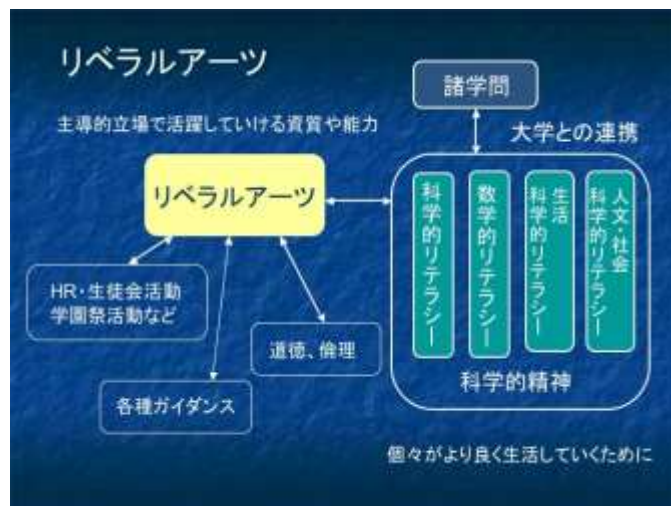 リベラルアーツ
主導的立場で活躍していける資質や能力
リベラルアーツ
HR・生徒会活動
学園祭活動など
各種ガイダンス
道徳、倫理
諸学問
大学との連携
科学的リテラシー
数学的リテラシー
生活
科学的リテラシー
人文・社会
科学的リテラシー
科学的精神
個々がより良く生活していくために